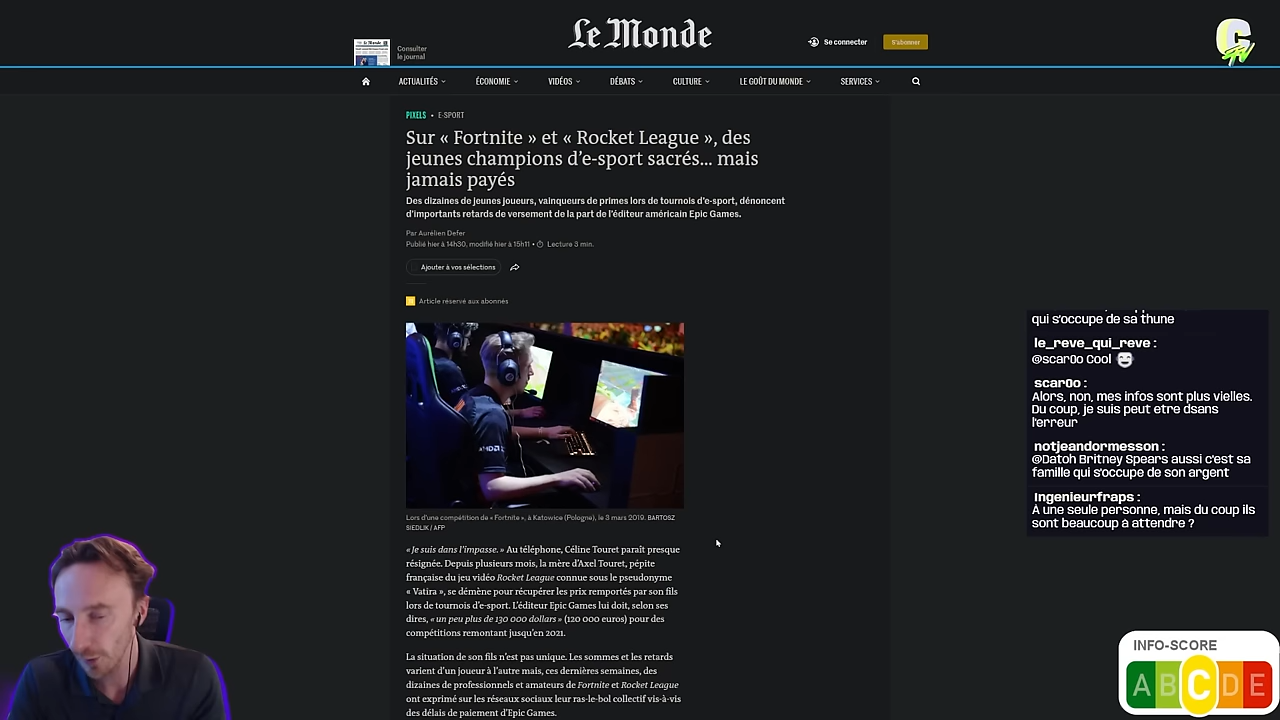 Le Monde
Consulter
le journal
Se connecter
S'abonner
ACTUALITÉS
ÉCONOMIE
VIDÉOS
DÉBATS
CULTURE
LE GOÛT DU MONDE
SERVICES
PIXELS • E-SPORT
Sur « Fortnite » et « Rocket League », des
jeunes champions d'e-sport sacrés… mais
jamais payés
Des dizaines de jeunes joueurs, vainqueurs de primes lors de tournois d'e-sport, dénoncent
d'importants retards de versement de la part de l'éditeur américain Epic Games.
Par Aurélien Defer
Publié hier à 14h30, modifié hier à 15h11 • Lecture 3 min.
Ajouter à vos sélections
Article réservé aux abonnés
AMD
Lors d'une compétition de « Fortnite », à Katowice (Pologne), le 3 mars 2019. BARTOSZ
SIEDLIK / AFP
« Je suis dans l'impasse. » Au téléphone, Céline Touret paraît presque
résignée. Depuis plusieurs mois, la mère d'Axel Touret, pépite
française du jeu vidéo Rocket League connue sous le pseudonyme
« Vatira », se démène pour récupérer les prix remportés par son fils
lors de tournois d'e-sport. L'éditeur Epic Games lui doit, selon ses
dires, « un peu plus de 130 000 dollars » (120 000 euros) pour des
compétitions remontant jusqu'en 2021.
La situation de son fils n'est pas unique. Les sommes et les retards
varient d'un joueur à l'autre mais, ces dernières semaines, des
dizaines de professionnels et amateurs de Fortnite et Rocket League
ont exprimé sur les réseaux sociaux leur ras-le-bol collectif vis-à-vis
des délais de paiement d'Epic Games.
qui s'occupe de sa thune
le_reve_qui_reve :
@scar0o Cool
scar0o :
Alors, non, mes infos sont plus vielles.
Du coup, je suis peut etre dsans
l'erreur
notjeandormesson :
@Datoh Britney Spears aussi c'est sa
famille qui s'occupe de son argent
Ingenieurfraps :
À une seule personne, mais du coup ils
sont beaucoup a attendre ?
G TV
INFO-SCORE
A B C D E